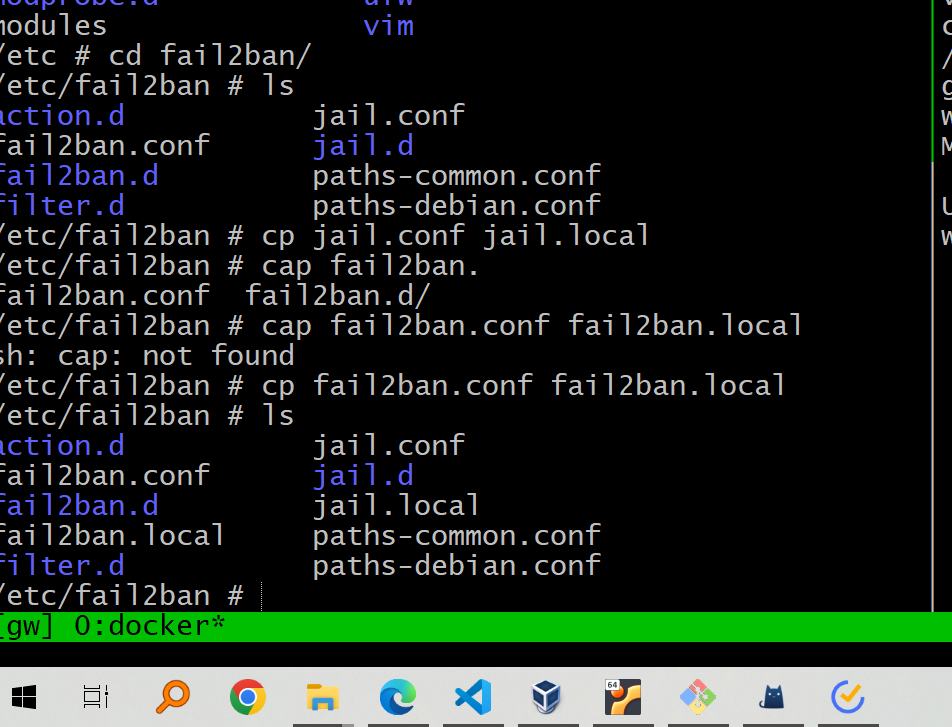 modprobe.d ufw
modules vim
/etc # cd fail2ban/
/etc/fail2ban # ls
action.d jail.conf
fail2ban.conf jail.d
fail2ban.d paths-common.conf
filter.d paths-debian.conf
/etc/fail2ban # cp jail.conf jail.local
/etc/fail2ban # cap fail2ban.
fail2ban.conf fail2ban.d/
/etc/fail2ban # cap fail2ban.conf fail2ban.local
sh: cap: not found
/etc/fail2ban # cp fail2ban.conf fail2ban.local
/etc/fail2ban # ls
action.d jail.conf
fail2ban.conf jail.d
fail2ban.d jail.local
fail2ban.local paths-common.conf
filter.d paths-debian.conf
/etc/fail2ban #
[gw] 0:docker*
64